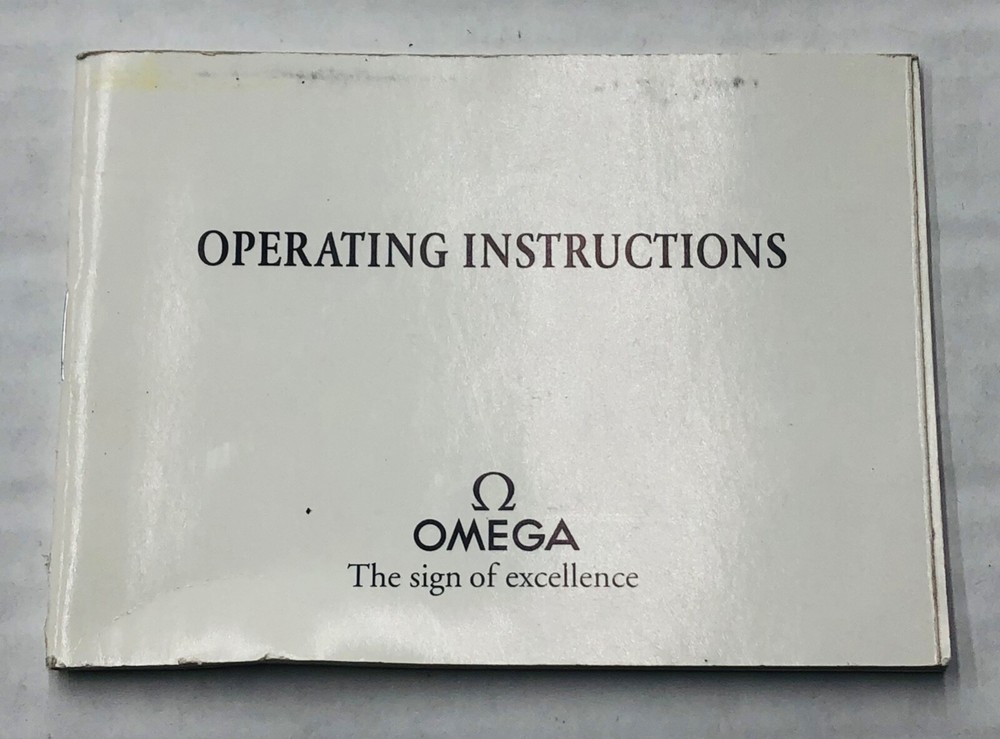 OPERATING INSTRUCTIONS
Ω
OMEGA
The sign of excellence